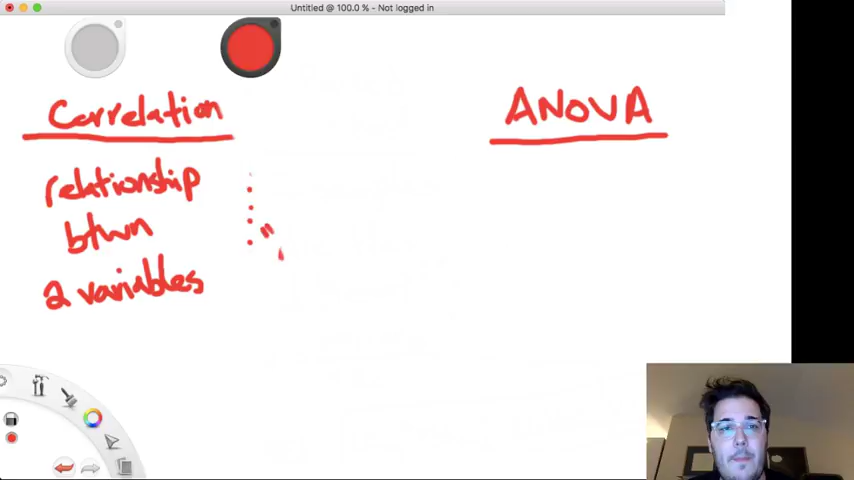 Untitled @ 100.0 % - Not logged in
Correlation
relationship
btwn
2 variables
ANOVA